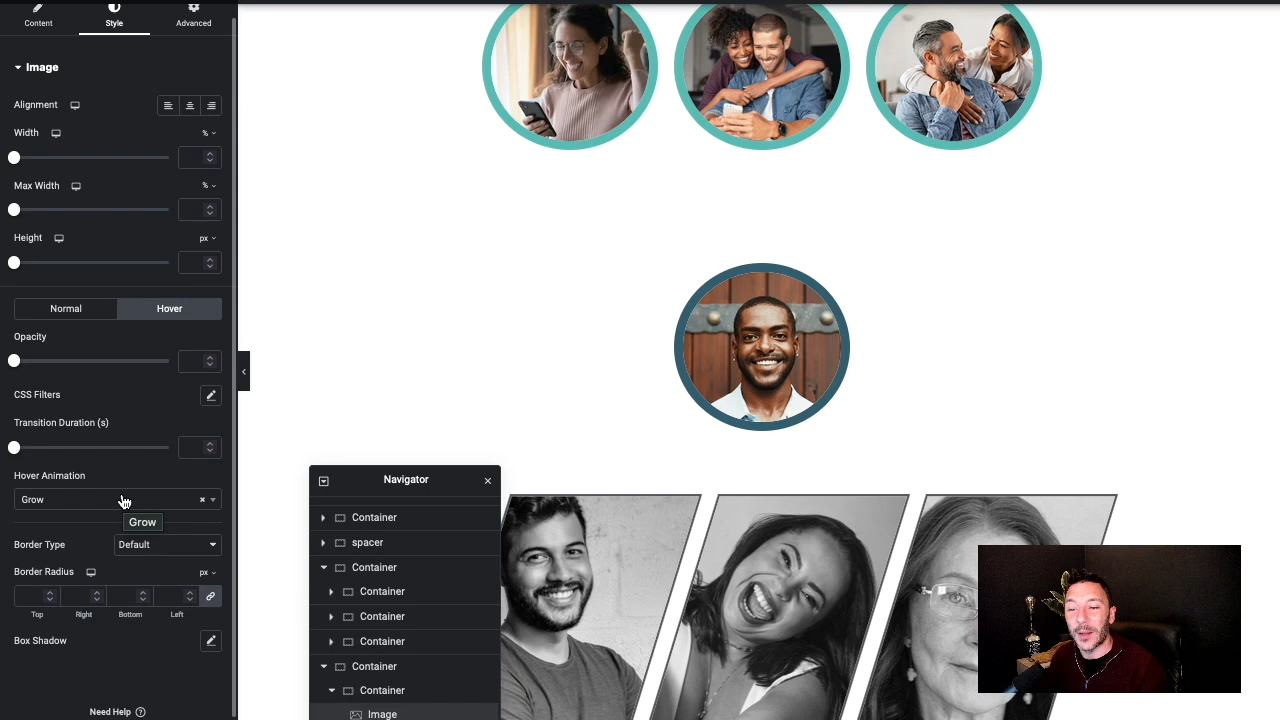 Content Style Advanced
Image
Alignment
Width %
Max Width %
Height px
Normal Hover
Opacity
CSS Filters
Transition Duration (s)
Hover Animation
Grow
Grow
Border Type Default
Border Radius px
Top Right Bottom Left
Box Shadow
Need Help
Navigator
Container
spacer
Container
Container
Container
Container
Container
Container
Image